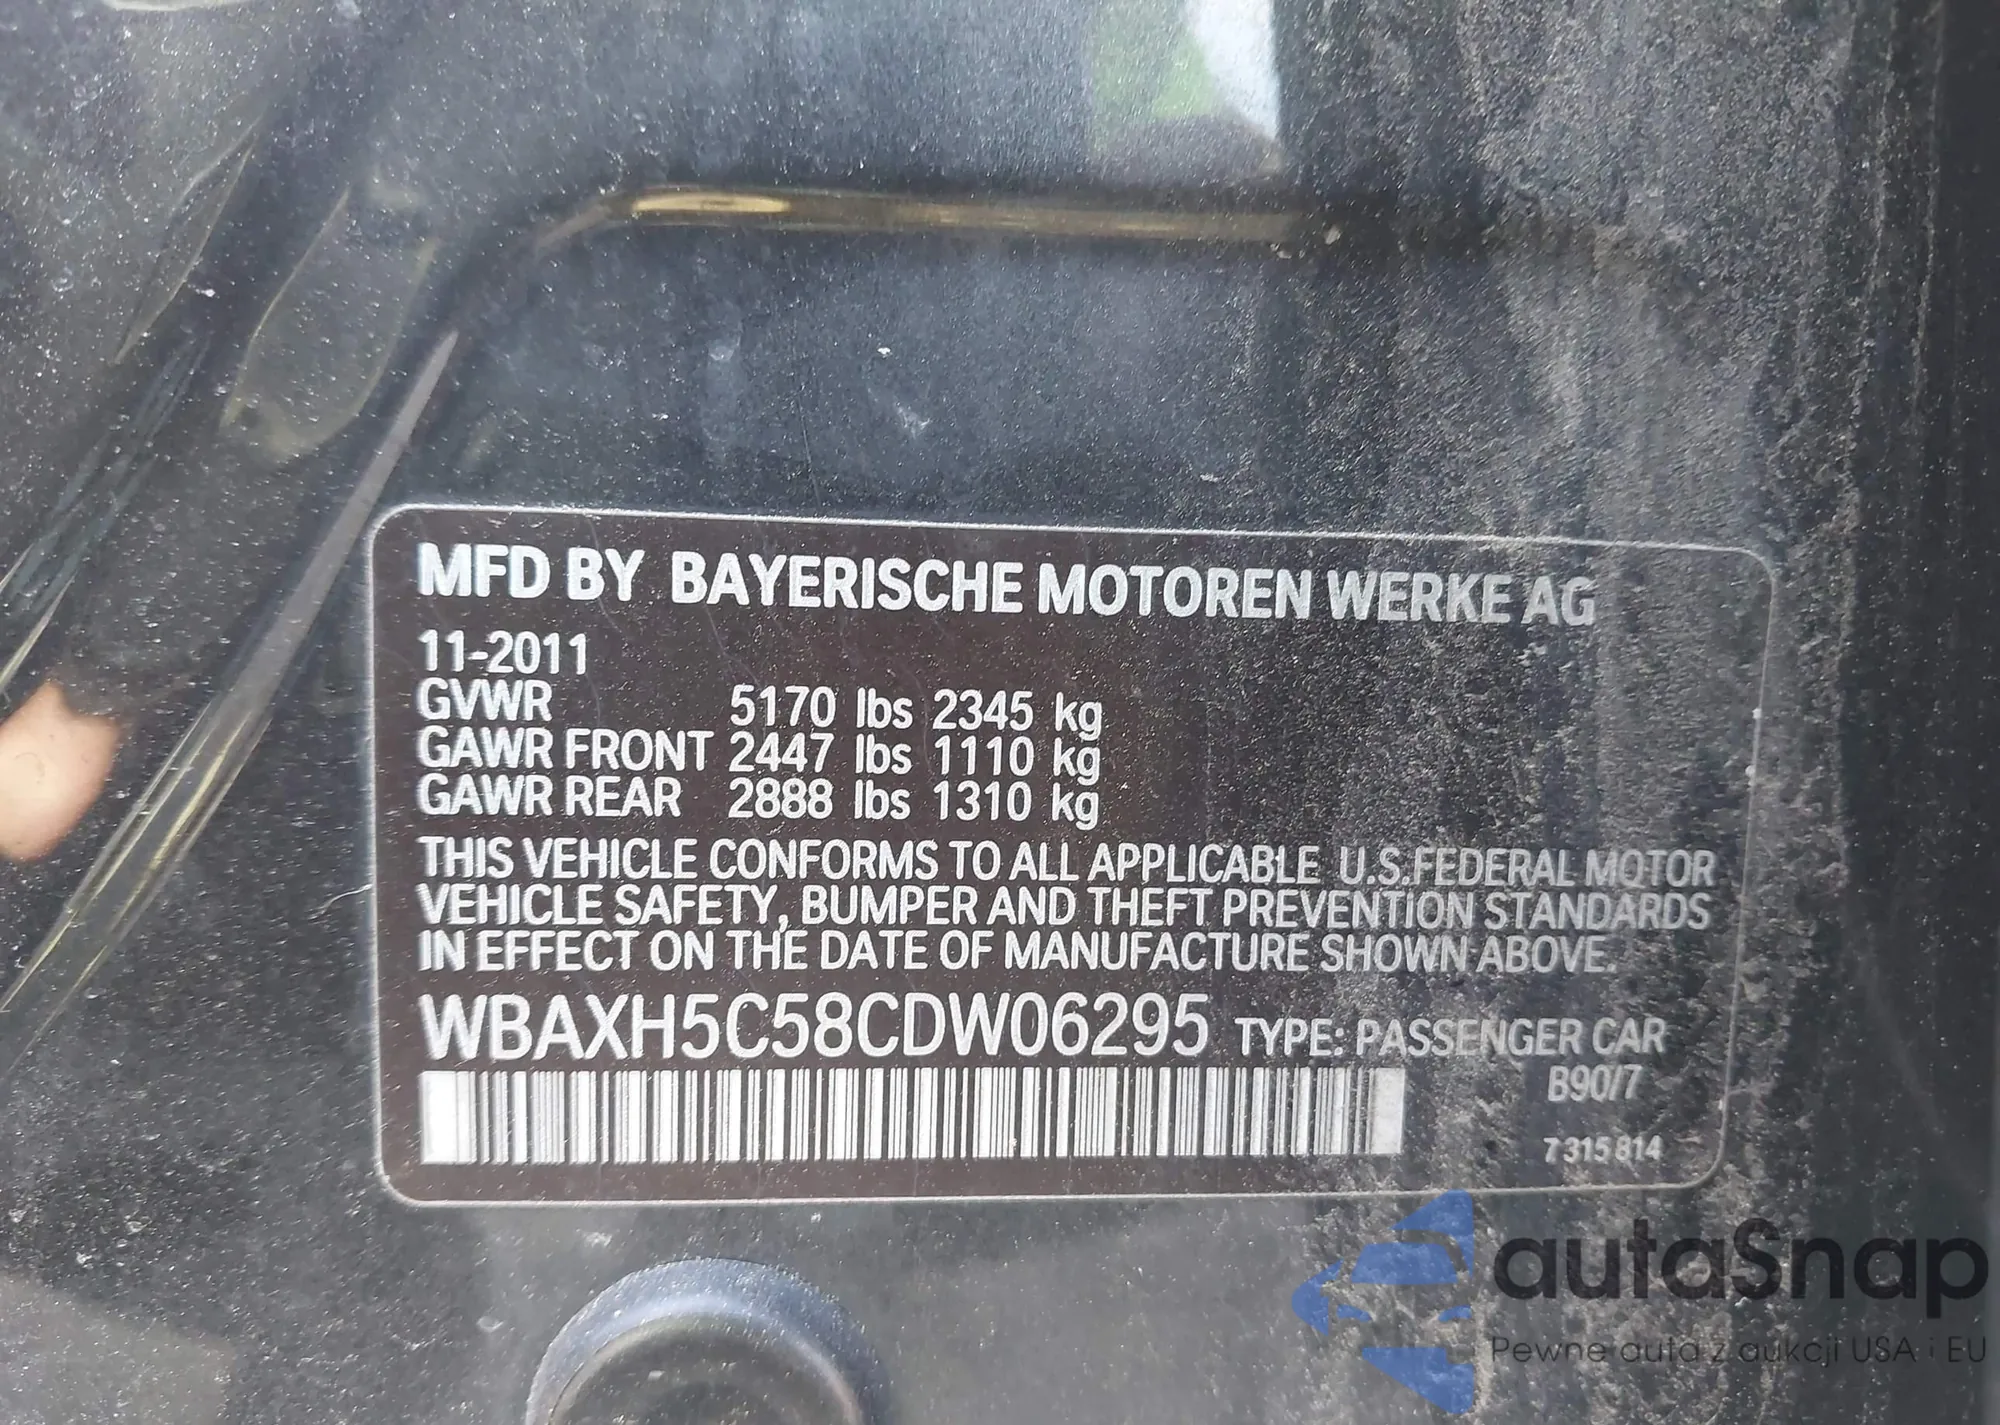 MFD BY BAYERISCHE MOTOREN WERKE AG
11-2011
GVWR 5170 lbs 2345 kg
GAWR FRONT 2447 lbs 1110 kg
GAWR REAR 2888 lbs 1310 kg
THIS VEHICLE CONFORMS TO ALL APPLICABLE U.S.FEDERAL MOTOR
VEHICLE SAFETY, BUMPER AND THEFT PREVENTION STANDARDS
IN EFFECT ON THE DATE OF MANUFACTURE SHOWN ABOVE.
WBAXH5C58CDW06295 TYPE: PASSENGER CAR
B90/7
7315814
autaSnap
Pewne auta z aukcji USA i EU